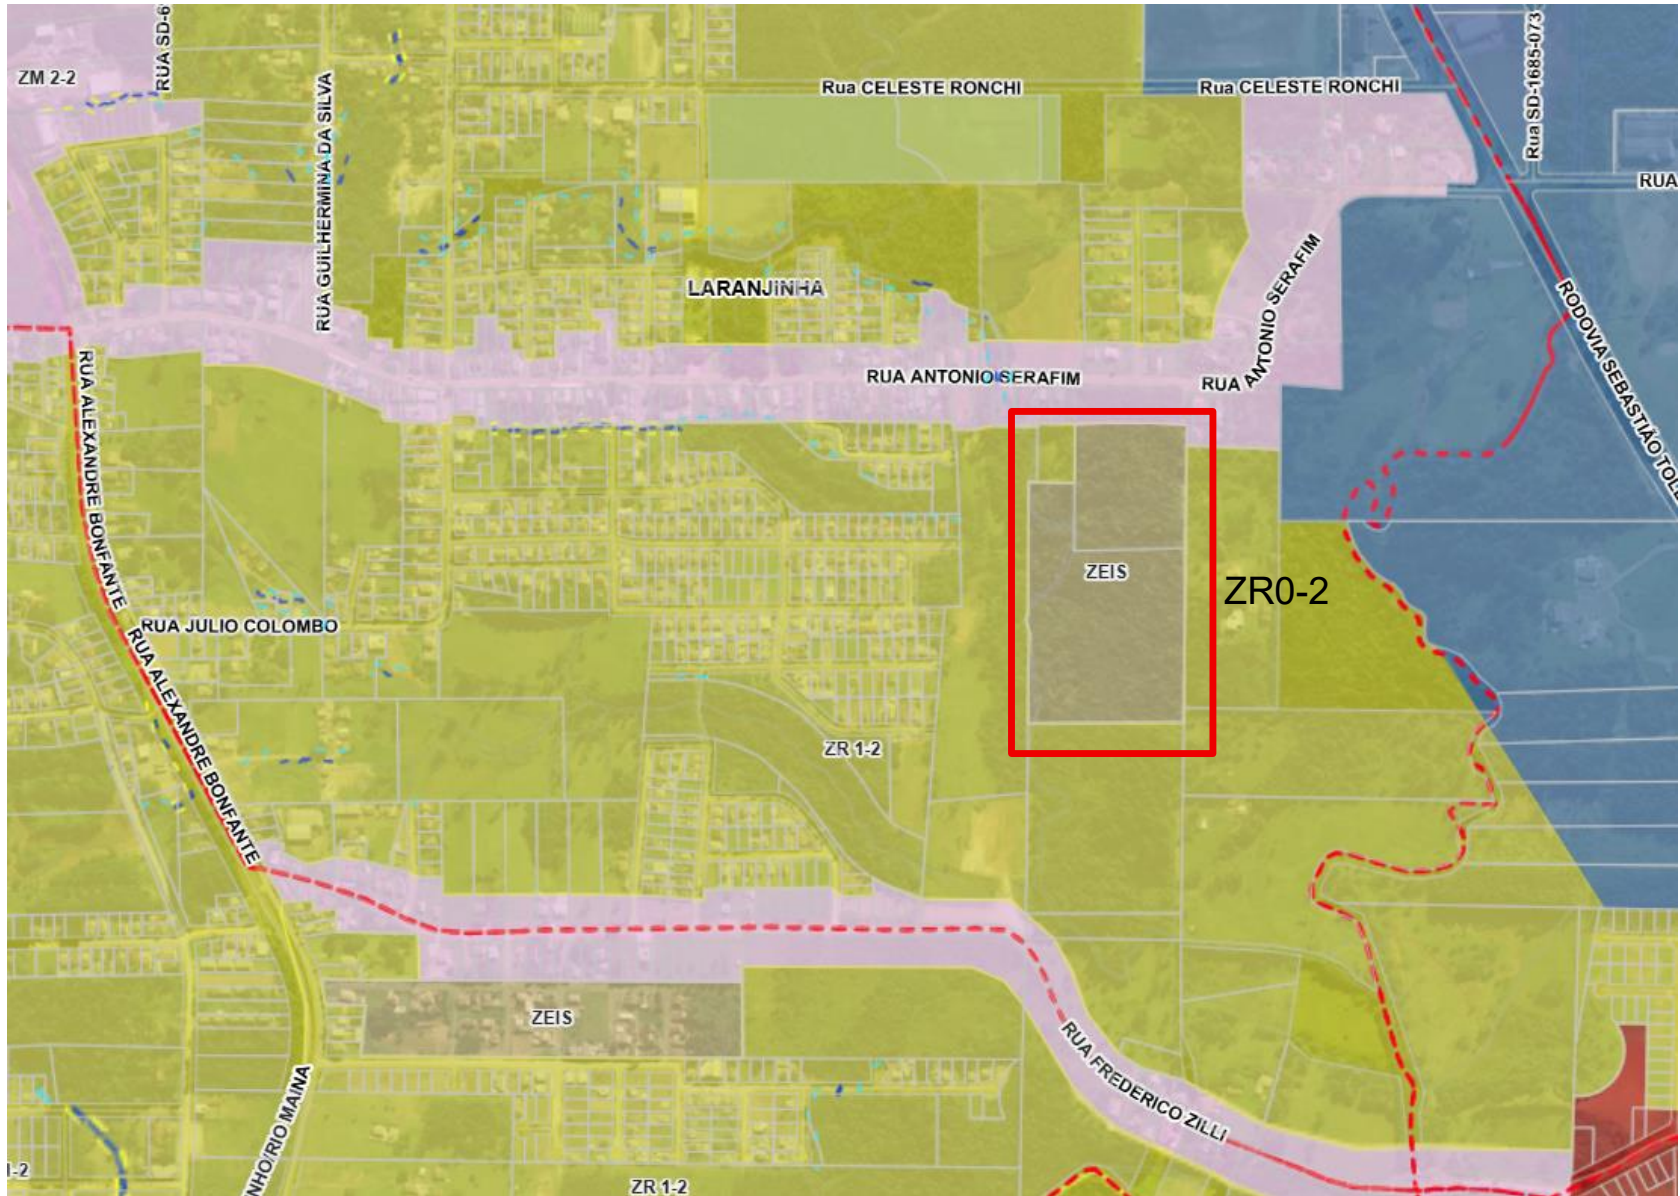 RUA SD-6
ZM 2-2
RUA GUILHERMINA DA SILVA
Rua CELESTE RONCHI
Rua CELESTE RONCHI
Rua SD-1685-073
RUA
LARANJINHA
RUA ANTONIO SERAFIM
RUA ANTONIO SERAFIM
RODOVIA SEBASTIÃO TOL
RUA ALEXANDRE BONFANTE
ZEIS
ZR0-2
RUA JULIO COLOMBO
RUA ALEXANDRE BONFANTE
ZR 1-2
ZEIS
RUA FREDERICO ZILLI
NHO/RIO MAINA
1-2
ZR 1-2